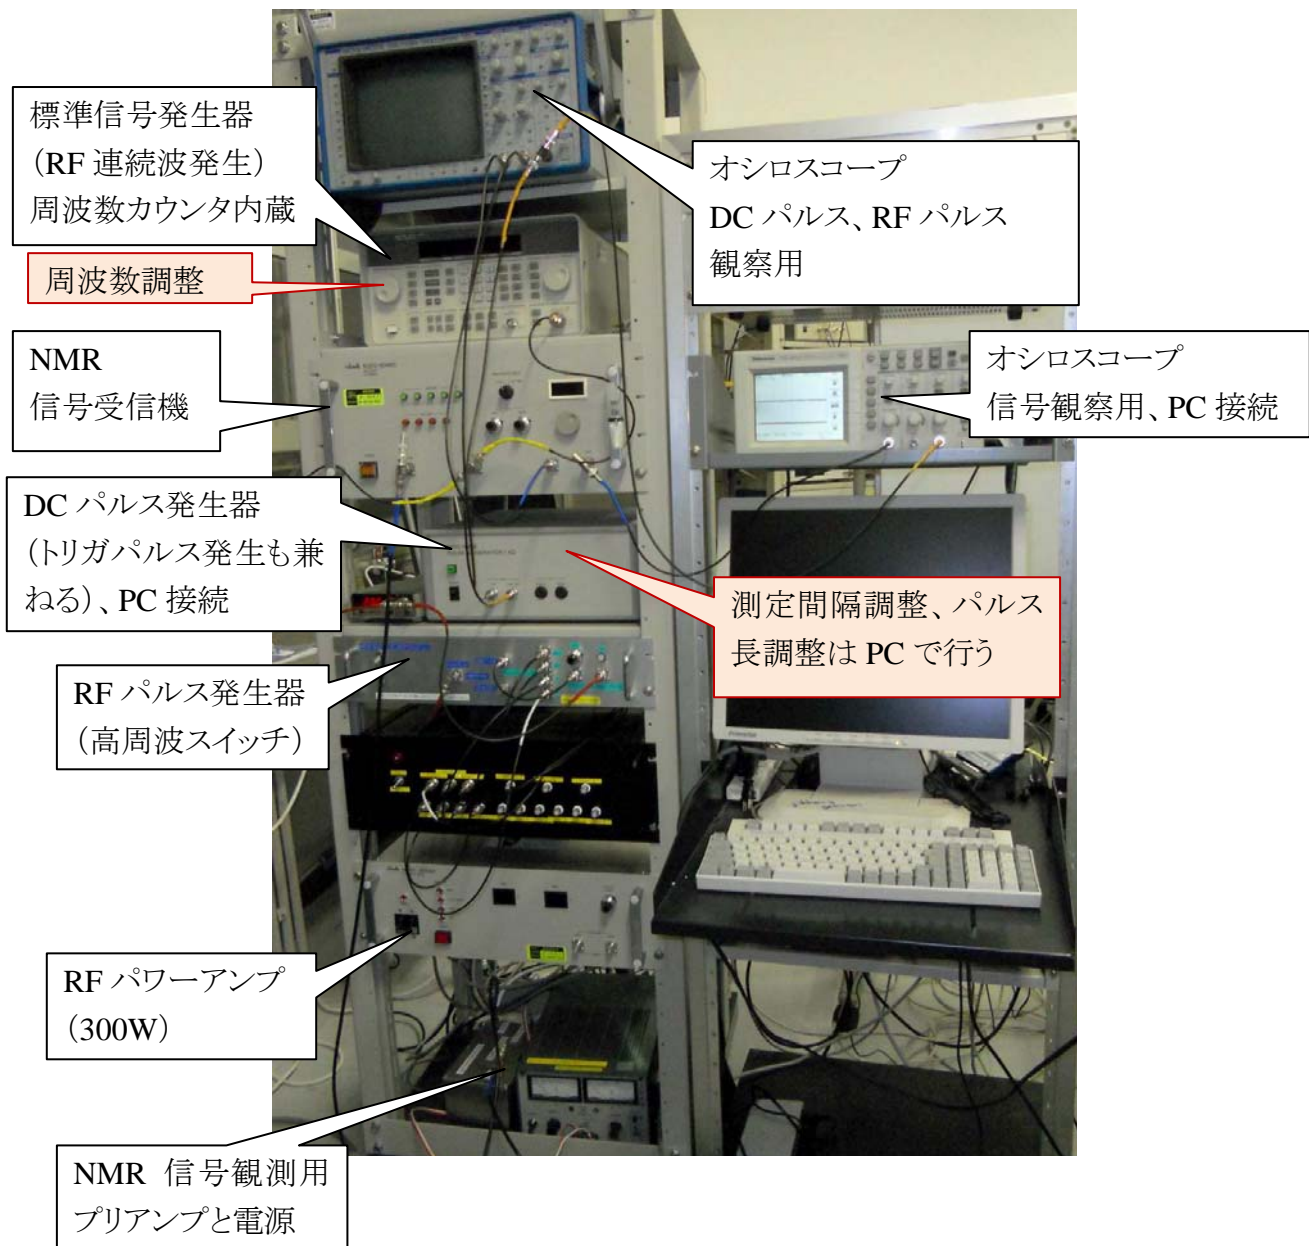 標準信号発生器
（RF 連続波発生）
周波数カウンタ内蔵
周波数調整
NMR
信号受信機
DC パルス発生器
（トリガパルス発生も兼
ねる）、PC 接続
RF パルス発生器
（高周波スイッチ）
RF パワーアンプ
（300W）
NMR 信号観測用
プリアンプと電源
オシロスコープ
DC パルス、RF パルス
観察用
オシロスコープ
信号観察用、PC 接続
測定間隔調整、パルス
長調整は PC で行う